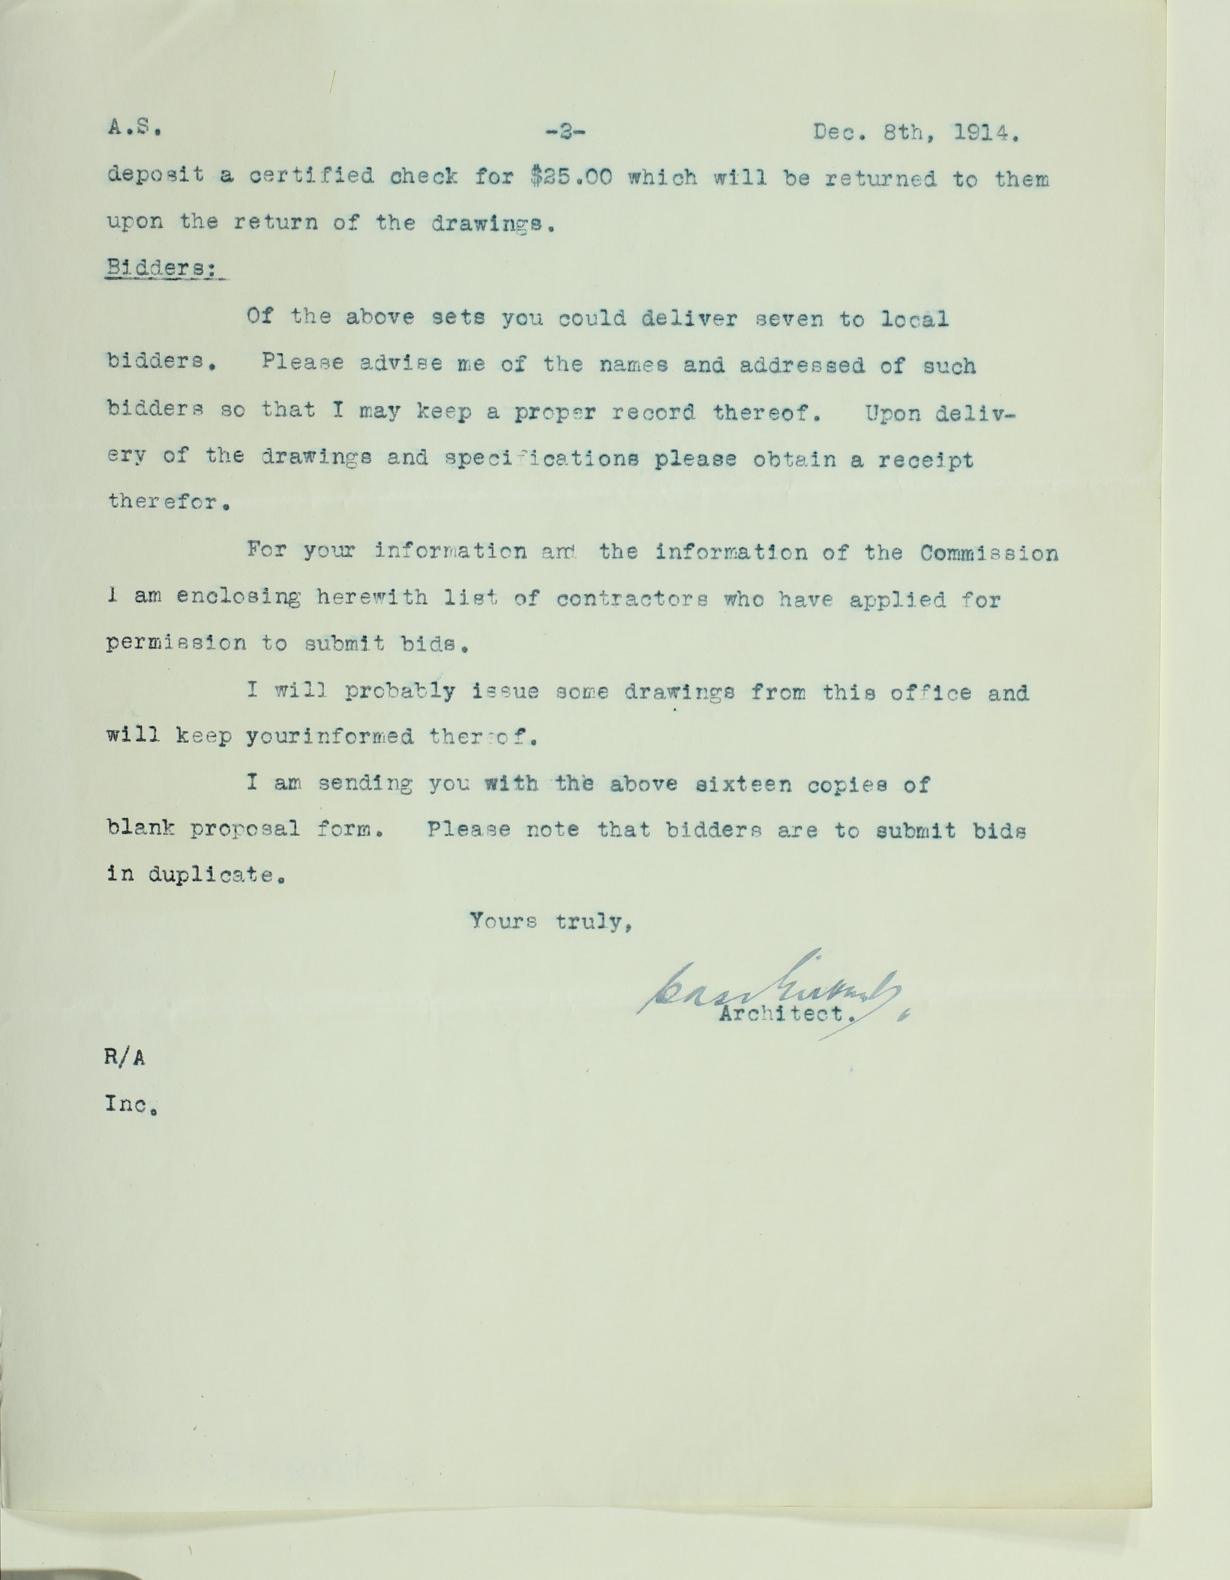 A.S. -2- Dec. 8th, 1914.
deposit a certified check for $25.00 which will be returned to them
upon the return of the drawings.
Bidders:
Of the above sets you could deliver seven to local
bidders. Please advise me of the names and addressed of such
bidders so that I may keep a proper record thereof. Upon deliv-
ery of the drawings and specifications please obtain a receipt
therefor.
For your information and the information of the Commission
I am enclosing herewith list of contractors who have applied for
permission to submit bids.
I will probably issue some drawings from this office and
will keep yourinformed thereof.
I am sending you with the above sixteen copies of
blank proposal form. Please note that bidders are to submit bids
in duplicate.
Yours truly,
Cass Gilbert.
Architect.
R/A
Inc.